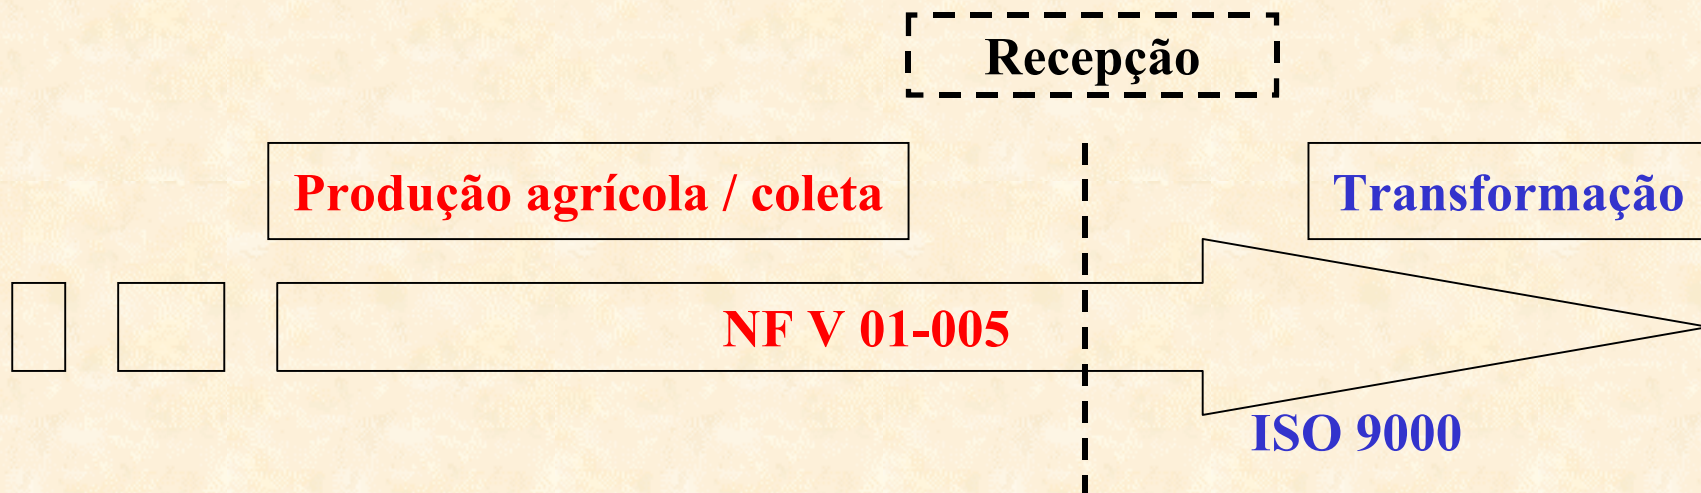 Recepção
Produção agrícola / coleta
Transformação
NF V 01-005
ISO 9000